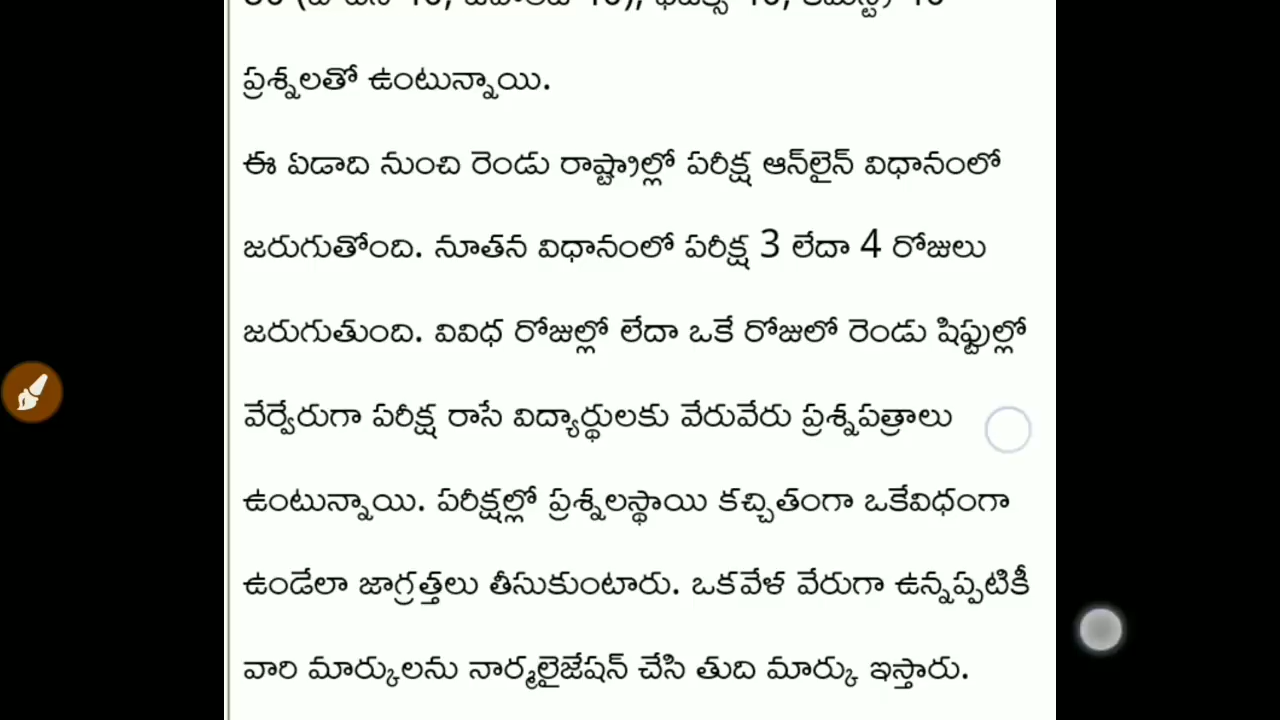 ప్రశ్నలతో ఉంటున్నాయి.
ఈ ఏడాది నుంచి రెండు రాష్ట్రాల్లో పరీక్ష ఆన్‌లైన్ విధానంలో
జరుగుతోంది. నూతన విధానంలో పరీక్ష 3 లేదా 4 రోజులు
జరుగుతుంది. వివిధ రోజుల్లో లేదా ఒకే రోజులో రెండు షిఫ్టుల్లో
వేర్వేరుగా పరీక్ష రాసే విద్యార్థులకు వేరువేరు ప్రశ్నపత్రాలు
ఉంటున్నాయి. పరీక్షల్లో ప్రశ్నలస్థాయి కచ్చితంగా ఒకేవిధంగా
ఉండేలా జాగ్రత్తలు తీసుకుంటారు. ఒకవేళ వేరుగా ఉన్నప్పటికీ
వారి మార్కులను నార్మలైజేషన్ చేసి తుది మార్కు ఇస్తారు.